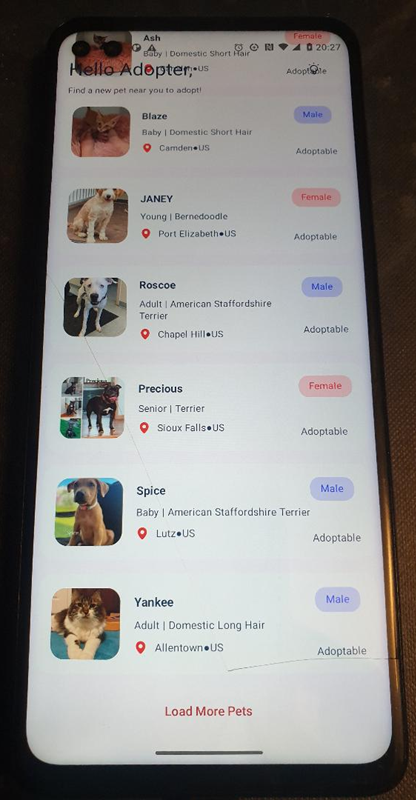 Ash
Female
20:27
Baby | Domestic Short Hair
Hello Adopter,
US
Adoptable
Find a new pet near you to adopt!
Blaze
Male
Baby | Domestic Short Hair
Camden●US
Adoptable
JANEY
Female
Young | Bernedoodle
Port Elizabeth●US
Adoptable
Roscoe
Male
Adult | American Staffordshire
Terrier
Chapel Hill●US
Adoptable
Precious
Female
Senior | Terrier
Sioux Falls●US
Adoptable
Spice
Male
Baby | American Staffordshire Terrier
Lutz●US
Adoptable
Yankee
Male
Adult | Domestic Long Hair
Allentown●US
Adoptable
Load More Pets